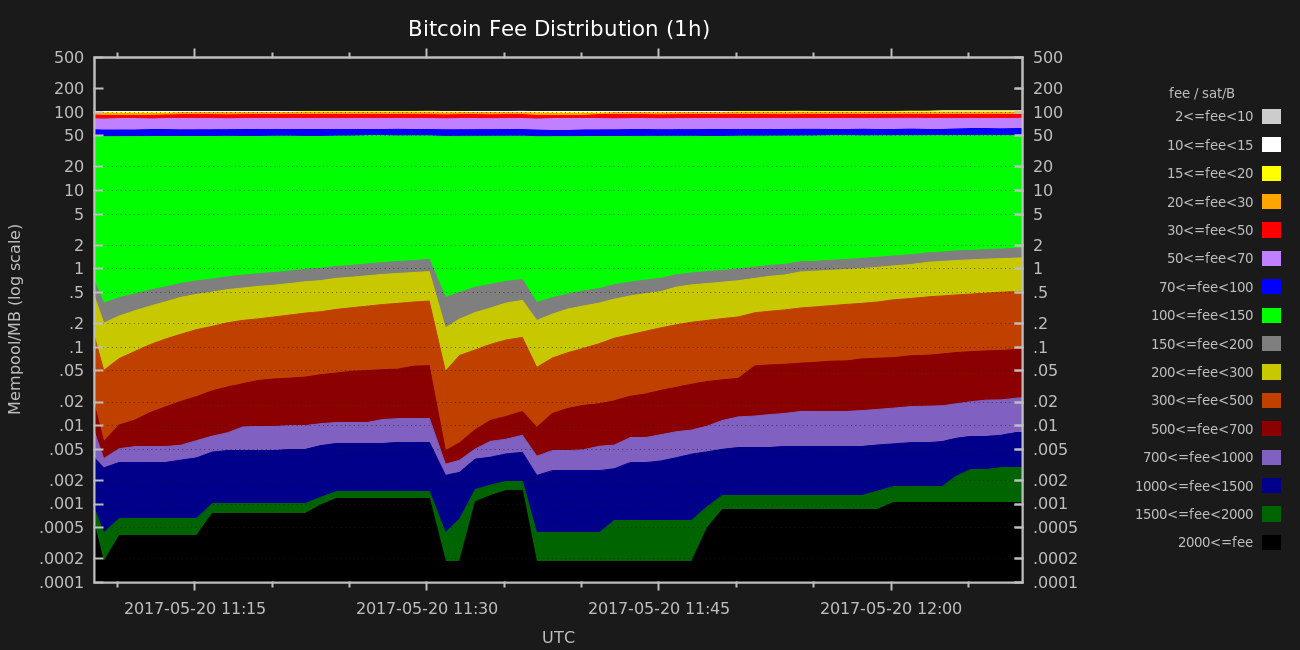 Bitcoin Fee Distribution (1h)
500
200
100
50
20
10
5
2
1
.5
.2
.1
.05
.02
.01
.005
.002
.001
.0005
.0002
.0001
Mempool/MB (log scale)
500
200
100
50
20
10
5
2
1
.5
.2
.1
.05
.02
.01
.005
.002
.001
.0005
.0002
.0001
fee / sat/B
2<=fee<10
10<=fee<15
15<=fee<20
20<=fee<30
30<=fee<50
50<=fee<70
70<=fee<100
100<=fee<150
150<=fee<200
200<=fee<300
300<=fee<500
500<=fee<700
700<=fee<1000
1000<=fee<1500
1500<=fee<2000
2000<=fee
2017-05-20 11:15
2017-05-20 11:30
2017-05-20 11:45
2017-05-20 12:00
UTC